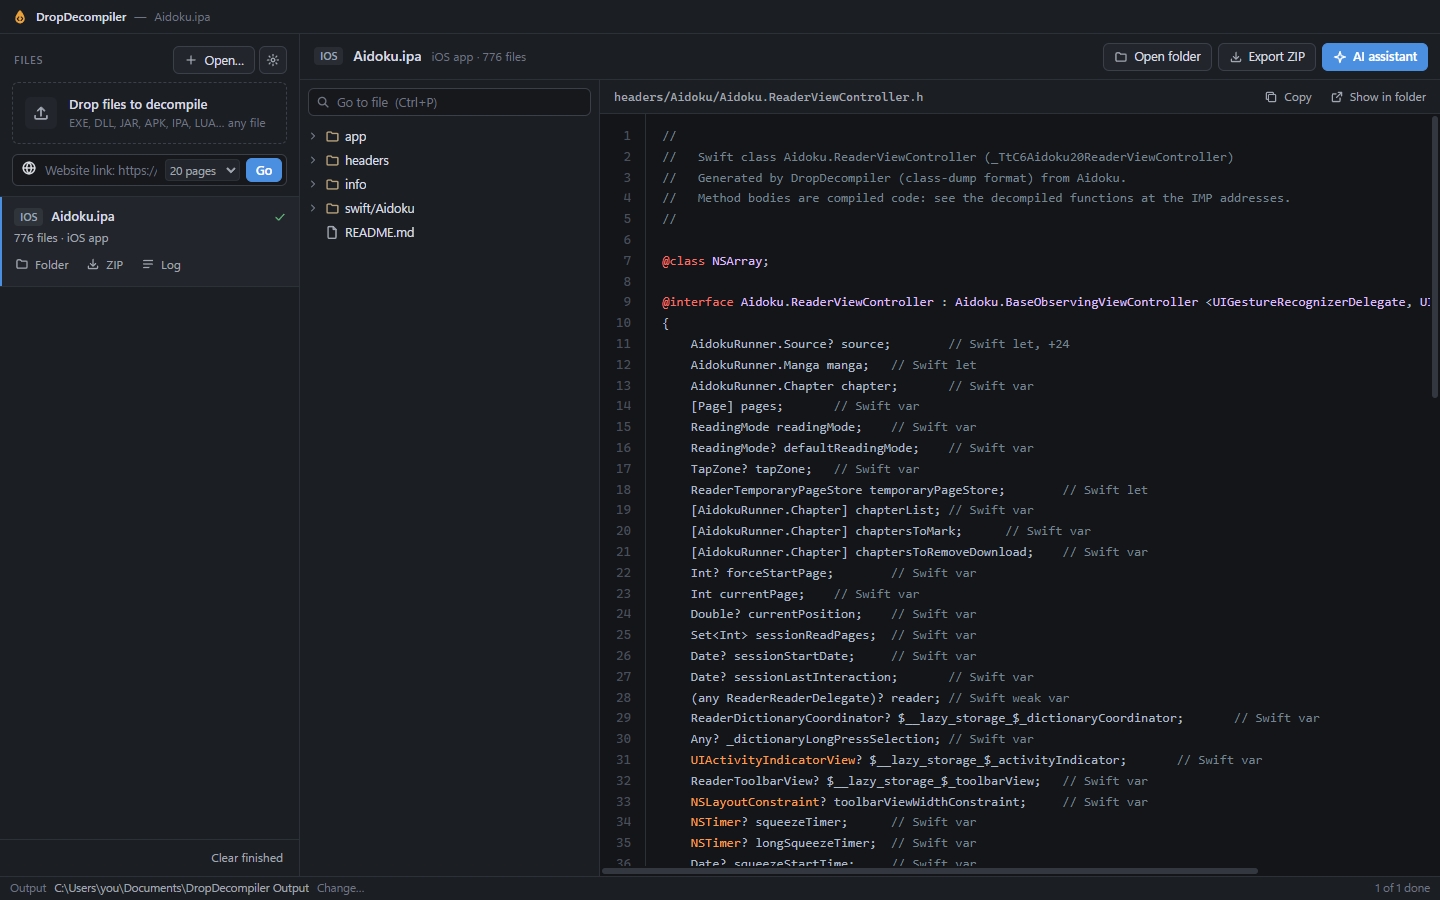 DropDecompiler — Aidoku.ipa
FILES
Open...
Drop files to decompile
EXE, DLL, JAR, APK, IPA, LUA... any file
Website link: https:/
20 pages
Go
IOS Aidoku.ipa
776 files · iOS app
Folder
ZIP
Log
Clear finished
IOS Aidoku.ipa iOS app · 776 files
Open folder
Export ZIP
AI assistant
Go to file (Ctrl+P)
app
headers
info
swift/Aidoku
README.md
headers/Aidoku/Aidoku.ReaderViewController.h
Copy
Show in folder
1 //
2 // Swift class Aidoku.ReaderViewController (_TtC6Aidoku20ReaderViewController)
3 // Generated by DropDecompiler (class-dump format) from Aidoku.
4 // Method bodies are compiled code: see the decompiled functions at the IMP addresses.
5 //
6
7 @class NSArray;
8
9 @interface Aidoku.ReaderViewController : Aidoku.BaseObservingViewController <UIGestureRecognizerDelegate, U
10 {
11 AidokuRunner.Source? source; // Swift let, +24
12 AidokuRunner.Manga manga; // Swift let
13 AidokuRunner.Chapter chapter; // Swift var
14 [Page] pages; // Swift var
15 ReadingMode readingMode; // Swift var
16 ReadingMode? defaultReadingMode; // Swift var
17 TapZone? tapZone; // Swift var
18 ReaderTemporaryPageStore temporaryPageStore; // Swift let
19 [AidokuRunner.Chapter] chapterList; // Swift var
20 [AidokuRunner.Chapter] chaptersToMark; // Swift var
21 [AidokuRunner.Chapter] chaptersToRemoveDownload; // Swift var
22 Int? forceStartPage; // Swift var
23 Int currentPage; // Swift var
24 Double? currentPosition; // Swift var
25 Set<Int> sessionReadPages; // Swift var
26 Date? sessionStartDate; // Swift var
27 Date? sessionLastInteraction; // Swift var
28 (any ReaderReaderDelegate)? reader; // Swift weak var
29 ReaderDictionaryCoordinator? $__lazy_storage_$_dictionaryCoordinator; // Swift var
30 Any? _dictionaryLongPressSelection; // Swift var
31 UIActivityIndicatorView? $__lazy_storage_$_activityIndicator; // Swift var
32 ReaderToolbarView? $__lazy_storage_$_toolbarView; // Swift var
33 NSLayoutConstraint? toolbarViewWidthConstraint; // Swift var
34 NSTimer? squeezeTimer; // Swift var
35 NSTimer? longSqueezeTimer; // Swift var
36 Date? squeezeStartTime; // Swift var
Output C:\Users\you\Documents\DropDecompiler Output Change...
1 of 1 done